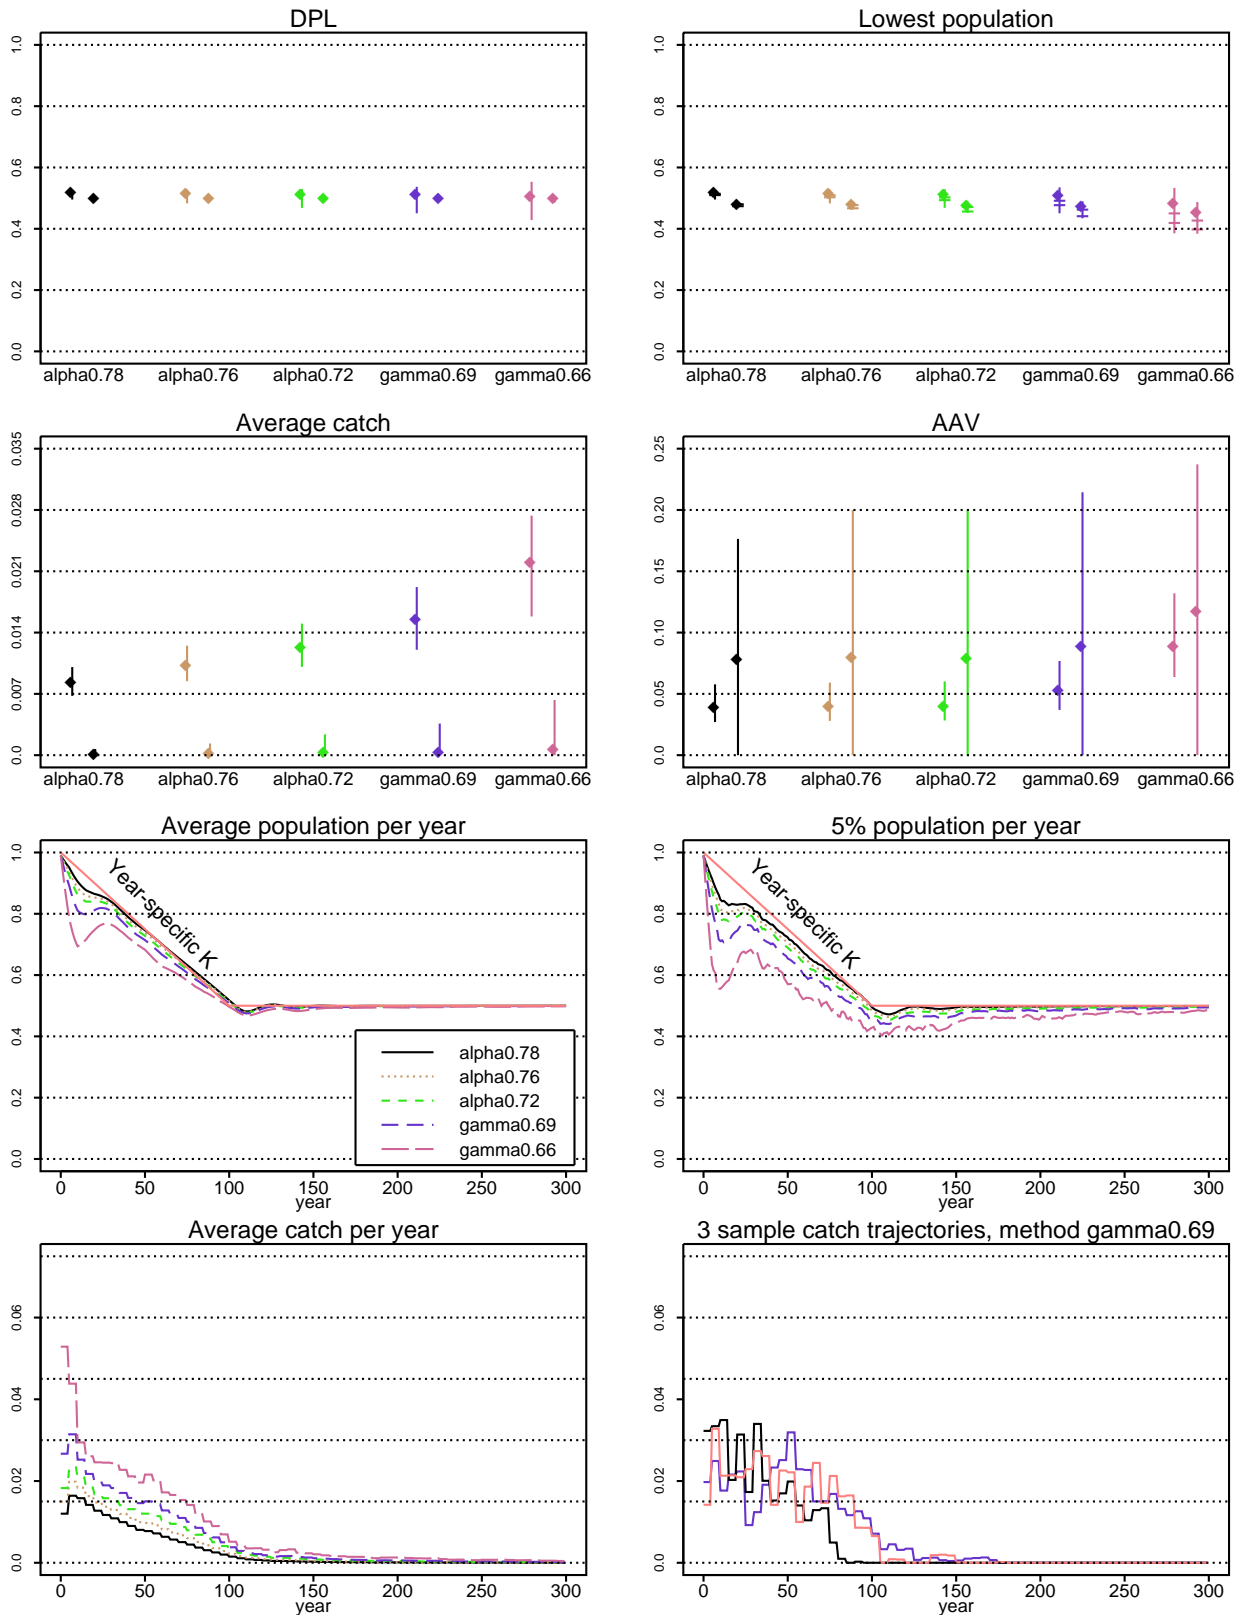 DPL
1.0
0.8
0.6
0.4
0.2
0.0
alpha0.78 alpha0.76 alpha0.72 gamma0.69 gamma0.66
Lowest population
1.0
0.8
0.6
0.4
0.2
0.0
alpha0.78 alpha0.76 alpha0.72 gamma0.69 gamma0.66
Average catch
0.035
0.028
0.021
0.014
0.007
0.0
alpha0.78 alpha0.76 alpha0.72 gamma0.69 gamma0.66
AAV
0.25
0.20
0.15
0.10
0.05
0.0
alpha0.78 alpha0.76 alpha0.72 gamma0.69 gamma0.66
Average population per year
1.0
0.8
0.6
0.4
0.2
0.0
Year-specific K
alpha0.78
alpha0.76
alpha0.72
gamma0.69
gamma0.66
0 50 100 150 200 250 300
year
5% population per year
1.0
0.8
0.6
0.4
0.2
0.0
Year-specific K
0 50 100 150 200 250 300
year
Average catch per year
0.06
0.04
0.02
0.0
0 50 100 150 200 250 300
year
3 sample catch trajectories, method gamma0.69
0.06
0.04
0.02
0.0
0 50 100 150 200 250 300
year